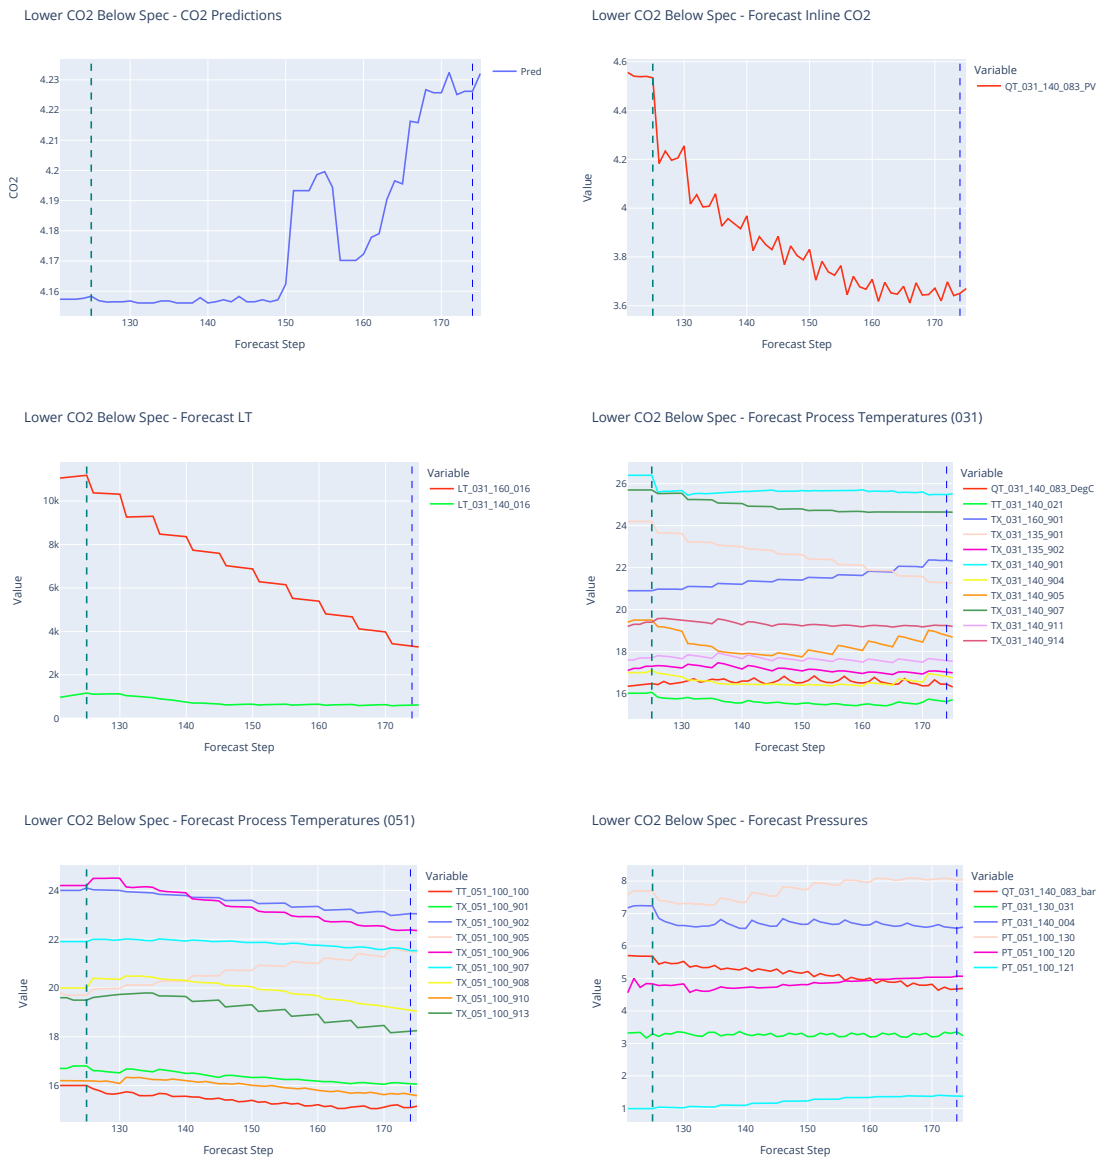 Lower CO2 Below Spec - CO2 Predictions
4.23
4.22
4.21
4.2
4.19
4.18
4.17
4.16
CO2
130
140
150
160
170
Forecast Step
Pred
Lower CO2 Below Spec - Forecast Inline CO2
4.6
4.4
4.2
4
3.8
3.6
Value
130
140
150
160
170
Forecast Step
Variable
QT_031_140_083_PV
Lower CO2 Below Spec - Forecast LT
10k
8k
6k
4k
2k
0
Value
130
140
150
160
170
Forecast Step
Variable
LT_031_160_016
LT_031_140_016
Lower CO2 Below Spec - Forecast Process Temperatures (031)
26
24
22
20
18
16
Value
130
140
150
160
170
Forecast Step
Variable
QT_031_140_083_DegC
TT_031_140_021
TX_031_160_901
TX_031_135_901
TX_031_135_902
TX_031_140_901
TX_031_140_904
TX_031_140_905
TX_031_140_907
TX_031_140_911
TX_031_140_914
Lower CO2 Below Spec - Forecast Process Temperatures (051)
24
22
20
18
16
Value
130
140
150
160
170
Forecast Step
Variable
TT_051_100_100
TX_051_100_901
TX_051_100_902
TX_051_100_905
TX_051_100_906
TX_051_100_907
TX_051_100_908
TX_051_100_910
TX_051_100_913
Lower CO2 Below Spec - Forecast Pressures
8
7
6
5
4
3
2
1
Value
130
140
150
160
170
Forecast Step
Variable
QT_031_140_083_bar
PT_031_130_031
PT_031_140_004
PT_051_100_130
PT_051_100_120
PT_051_100_121